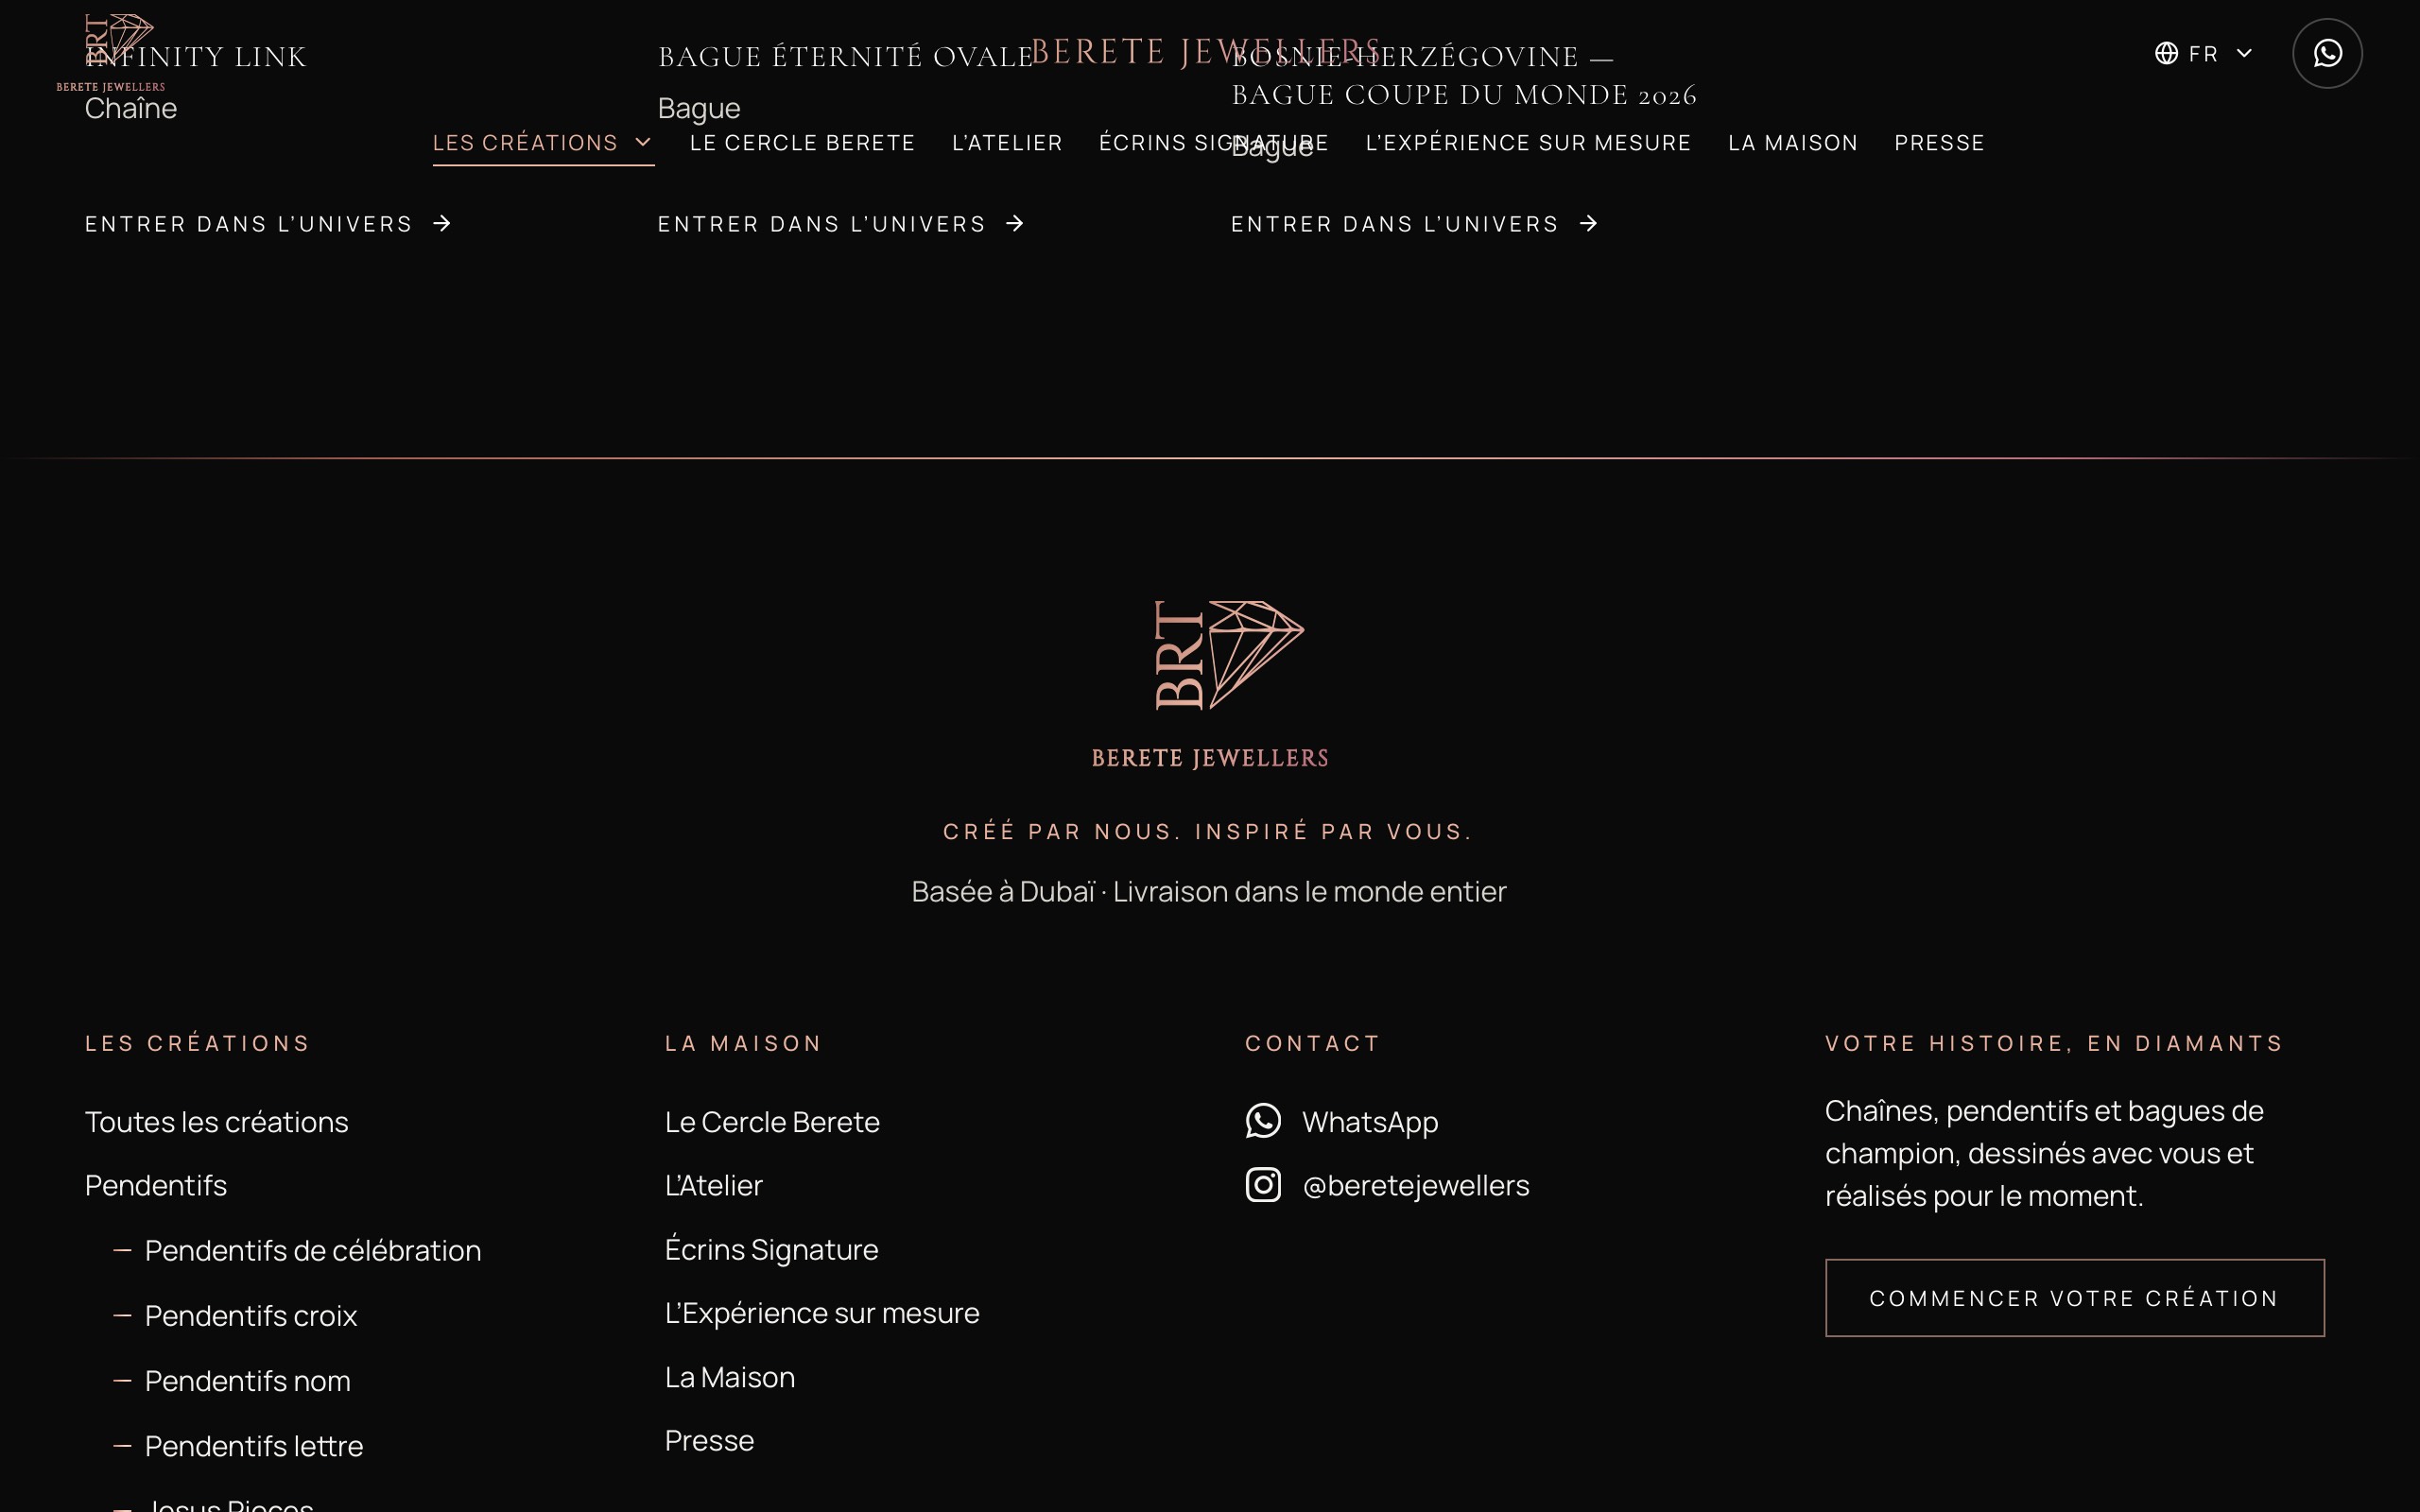 BRT
BERETE JEWELLERS
BERETE JEWELLERS
FR
INFINITY LINK
Chaîne
BAGUE ÉTERNITÉ OVALE
Bague
BOSNIE-HERZÉGOVINE —
BAGUE COUPE DU MONDE 2026
Bague
LES CRÉATIONS
LE CERCLE BERETE
L’ATELIER
ÉCRINS SIGNATURE
L’EXPÉRIENCE SUR MESURE
LA MAISON
PRESSE
ENTRER DANS L’UNIVERS →
ENTRER DANS L’UNIVERS →
ENTRER DANS L’UNIVERS →
BRT
BERETE JEWELLERS
CRÉÉ PAR NOUS. INSPIRÉ PAR VOUS.
Basée à Dubaï · Livraison dans le monde entier
LES CRÉATIONS
Toutes les créations
Pendentifs
— Pendentifs de célébration
— Pendentifs croix
— Pendentifs nom
— Pendentifs lettre
— Jesus Pieces
LA MAISON
Le Cercle Berete
L’Atelier
Écrins Signature
L’Expérience sur mesure
La Maison
Presse
CONTACT
WhatsApp
@beretejewellers
VOTRE HISTOIRE, EN DIAMANTS
Chaînes, pendentifs et bagues de
champion, dessinés avec vous et
réalisés pour le moment.
COMMENCER VOTRE CRÉATION